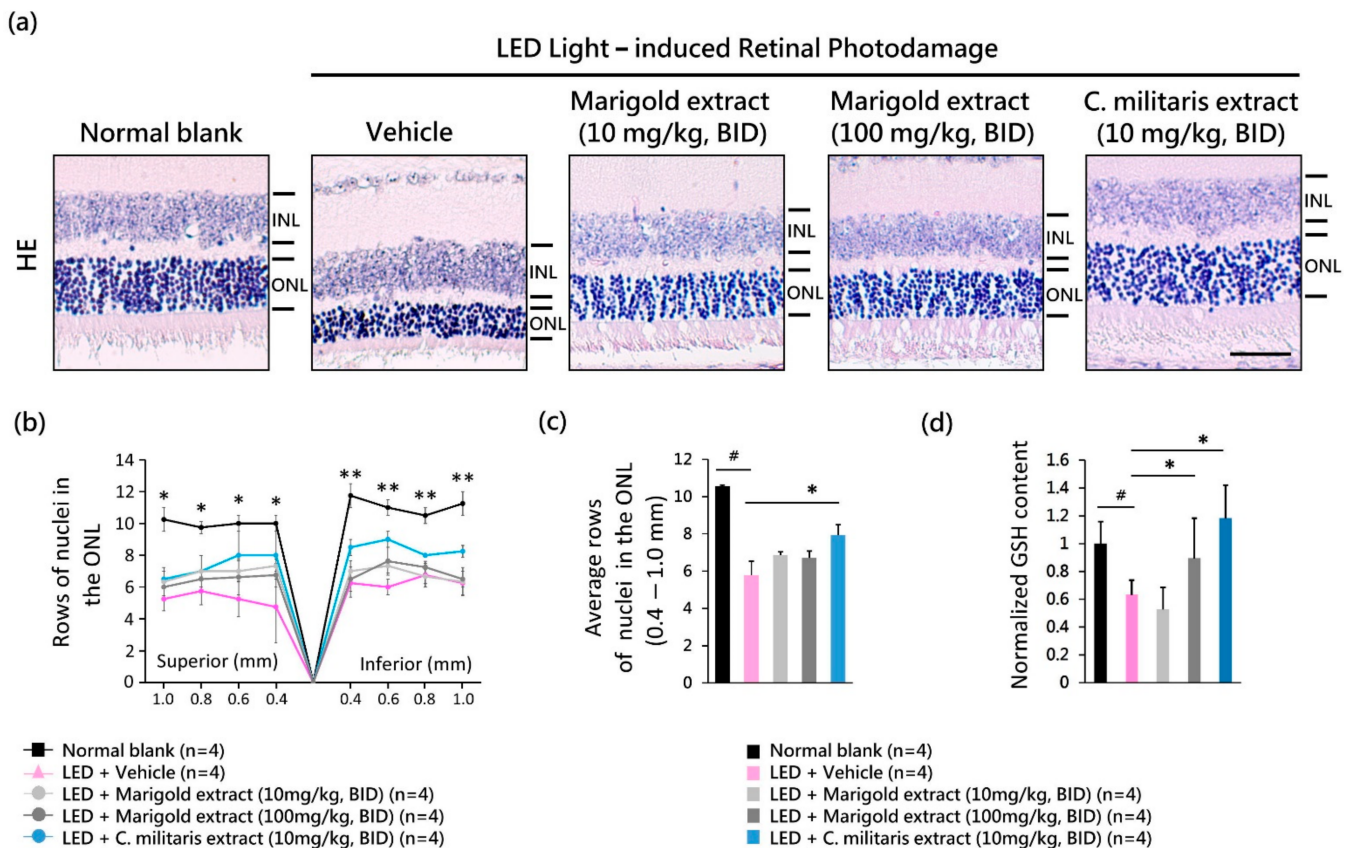 (a)
LED Light – induced Retinal Photodamage
Normal blank
Vehicle
Marigold extract
(10 mg/kg, BID)
Marigold extract
(100 mg/kg, BID)
C. militaris extract
(10 mg/kg, BID)
HE
INL
ONL
INL
ONL
INL
ONL
INL
ONL
INL
ONL
(b)
Rows of nuclei in
the ONL
14
12
10
8
6
4
2
0
* * * * ** ** ** **
Superior (mm)
Inferior (mm)
1.0 0.8 0.6 0.4 0.4 0.6 0.8 1.0
Normal blank (n=4)
LED + Vehicle (n=4)
LED + Marigold extract (10mg/kg, BID) (n=4)
LED + Marigold extract (100mg/kg, BID) (n=4)
LED + C. militaris extract (10mg/kg, BID) (n=4)
(c)
Average rows
of nuclei in the ONL
(0.4 – 1.0 mm)
12
10
8
6
4
2
0
#
*
(d)
Normalized GSH content
1.6
1.4
1.2
1
0.8
0.6
0.4
0.2
0
#
*
*
Normal blank (n=4)
LED + Vehicle (n=4)
LED + Marigold extract (10mg/kg, BID) (n=4)
LED + Marigold extract (100mg/kg, BID) (n=4)
LED + C. militaris extract (10mg/kg, BID) (n=4)